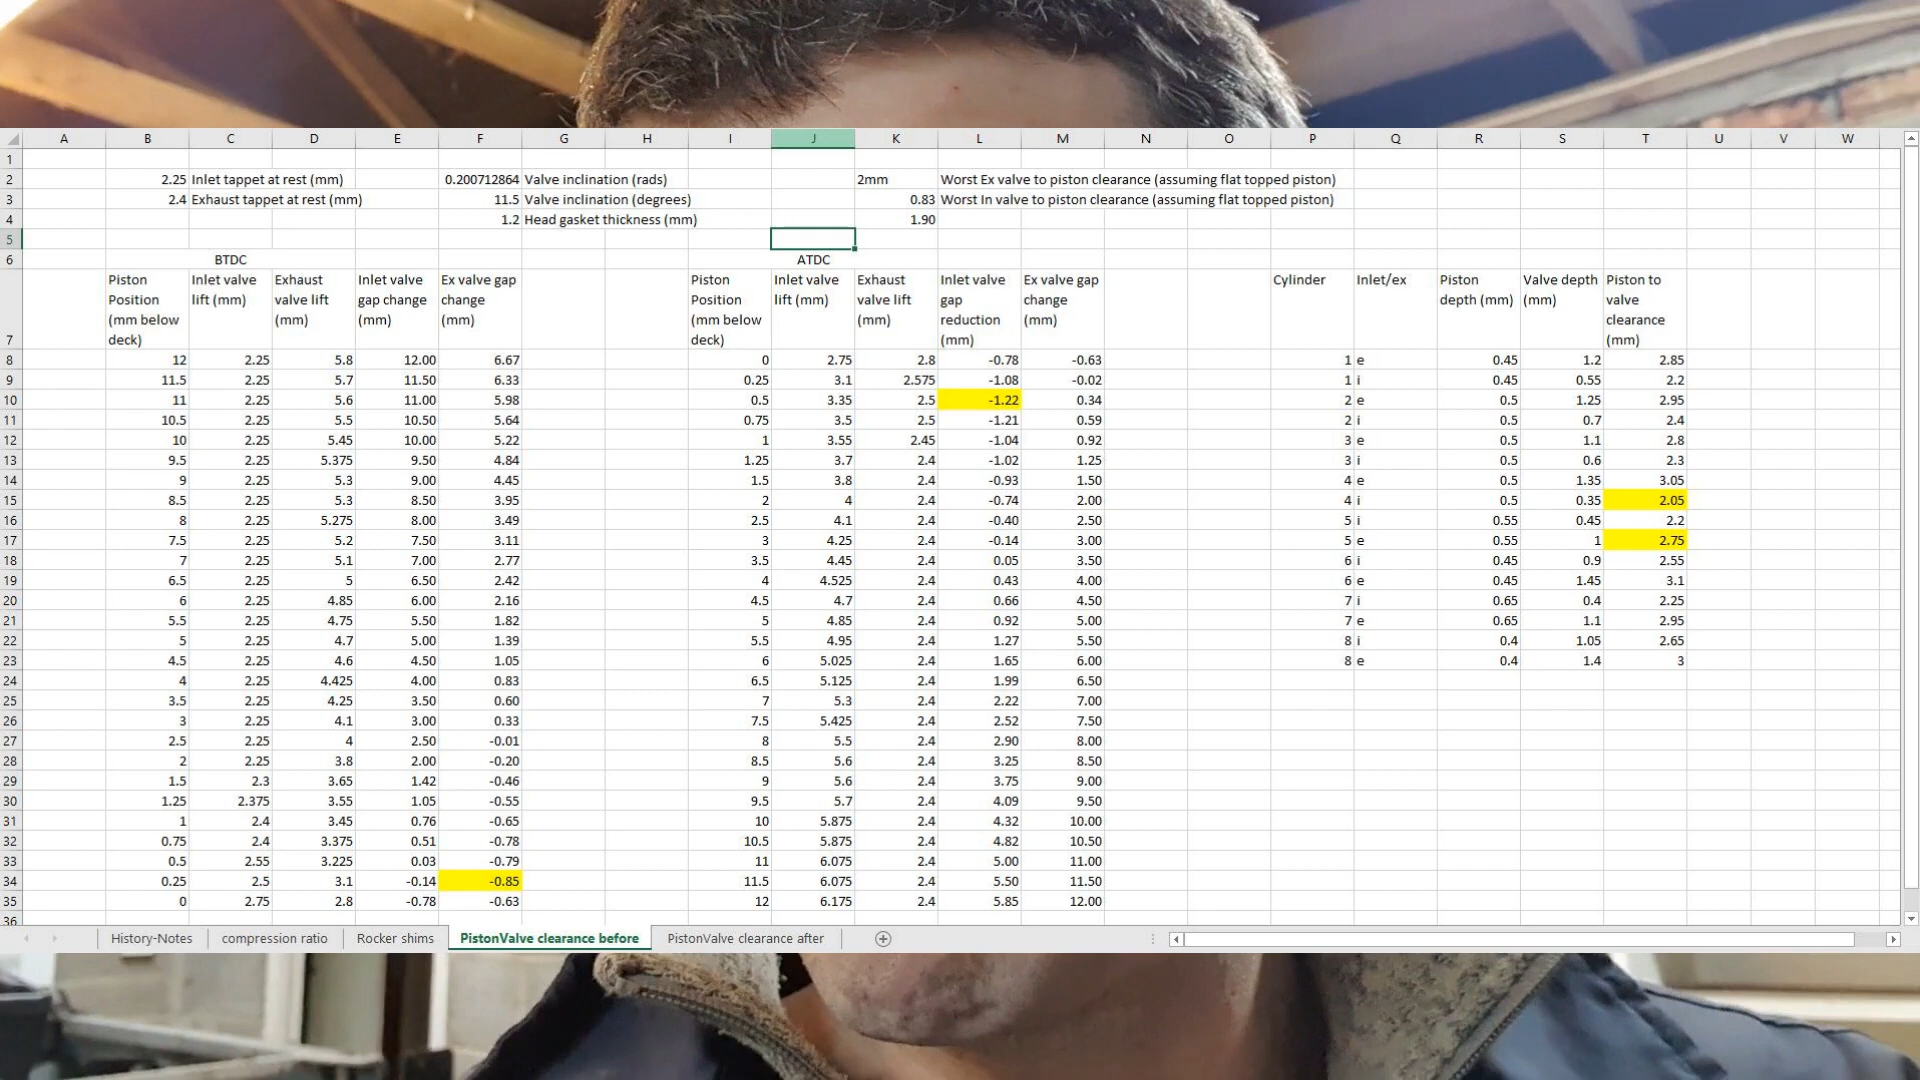 A B C D E F G H I J K L M N O P Q R S T U V W
1
2 2.25 Inlet tappet at rest (mm) 0.200712864 Valve inclination (rads) 2mm Worst Ex valve to piston clearance (assuming flat topped piston)
3 2.4 Exhaust tappet at rest (mm) 11.5 Valve inclination (degrees) 0.83 Worst In valve to piston clearance (assuming flat topped piston)
4 1.2 Head gasket thickness (mm) 1.90
5
6 BTDC ATDC
Piston Inlet valve Exhaust Inlet valve Ex valve gap Piston Inlet valve Exhaust Inlet valve Ex valve gap Cylinder Inlet/ex Piston Valve depth Piston to
Position lift (mm) valve lift gap change change Position lift (mm) valve lift gap change depth (mm) (mm) valve
(mm below (mm) (mm) (mm) (mm below (mm) reduction (mm) clearance
7 deck) deck) (mm) (mm)
8 12 2.25 5.8 12.00 6.67 0 2.75 2.8 -0.78 -0.63 1 e 0.45 1.2 2.85
9 11.5 2.25 5.7 11.50 6.33 0.25 3.1 2.575 -1.08 -0.02 1 i 0.45 0.55 2.2
10 11 2.25 5.6 11.00 5.98 0.5 3.35 2.5 -1.22 0.34 2 e 0.5 1.25 2.95
11 10.5 2.25 5.5 10.50 5.64 0.75 3.5 2.5 -1.21 0.59 2 i 0.5 0.7 2.4
12 10 2.25 5.45 10.00 5.22 1 3.55 2.45 -1.04 0.92 3 e 0.5 1.1 2.8
13 9.5 2.25 5.375 9.50 4.84 1.25 3.7 2.4 -1.02 1.25 3 i 0.5 0.6 2.3
14 9 2.25 5.3 9.00 4.45 1.5 3.8 2.4 -0.93 1.50 4 e 0.5 1.35 3.05
15 8.5 2.25 5.3 8.50 3.95 2 4 2.4 -0.74 2.00 4 i 0.5 0.35 2.05
16 8 2.25 5.275 8.00 3.49 2.5 4.1 2.4 -0.40 2.50 5 i 0.55 0.45 2.2
17 7.5 2.25 5.2 7.50 3.11 3 4.25 2.4 -0.14 3.00 5 e 0.55 1 2.75
18 7 2.25 5.1 7.00 2.77 3.5 4.45 2.4 0.05 3.50 6 i 0.45 0.9 2.55
19 6.5 2.25 5 6.50 2.42 4 4.525 2.4 0.43 4.00 6 e 0.45 1.45 3.1
20 6 2.25 4.85 6.00 2.16 4.5 4.7 2.4 0.66 4.50 7 i 0.65 0.4 2.25
21 5.5 2.25 4.75 5.50 1.82 5 4.85 2.4 0.92 5.00 7 e 0.65 1.1 2.95
22 5 2.25 4.7 5.00 1.39 5.5 4.95 2.4 1.27 5.50 8 i 0.4 1.05 2.65
23 4.5 2.25 4.6 4.50 1.05 6 5.025 2.4 1.65 6.00 8 e 0.4 1.4 3
24 4 2.25 4.425 4.00 0.83 6.5 5.125 2.4 1.99 6.50
25 3.5 2.25 4.25 3.50 0.60 7 5.3 2.4 2.22 7.00
26 3 2.25 4.1 3.00 0.33 7.5 5.425 2.4 2.52 7.50
27 2.5 2.25 4 2.50 -0.01 8 5.5 2.4 2.90 8.00
28 2 2.25 3.8 2.00 -0.20 8.5 5.6 2.4 3.25 8.50
29 1.5 2.3 3.65 1.42 -0.46 9 5.6 2.4 3.75 9.00
30 1.25 2.375 3.55 1.05 -0.55 9.5 5.7 2.4 4.09 9.50
31 1 2.4 3.45 0.76 -0.65 10 5.875 2.4 4.32 10.00
32 0.75 2.4 3.375 0.51 -0.78 10.5 5.875 2.4 4.82 10.50
33 0.5 2.55 3.225 0.03 -0.79 11 6.075 2.4 5.00 11.00
34 0.25 2.5 3.1 -0.14 -0.85 11.5 6.075 2.4 5.50 11.50
35 0 2.75 2.8 -0.78 -0.63 12 6.175 2.4 5.85 12.00
36
History-Notes compression ratio Rocker shims PistonValve clearance before PistonValve clearance after